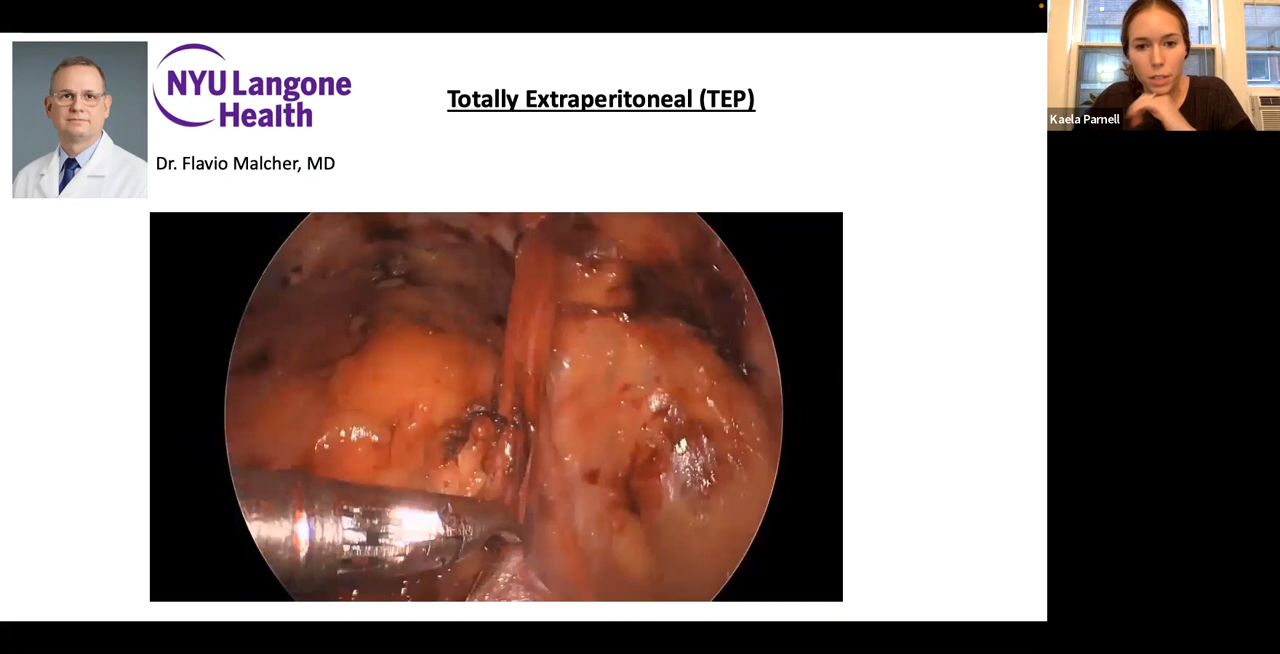 NYU Langone
Health
Totally Extraperitoneal (TEP)
Dr. Flavio Malcher, MD
Kaela Parnell